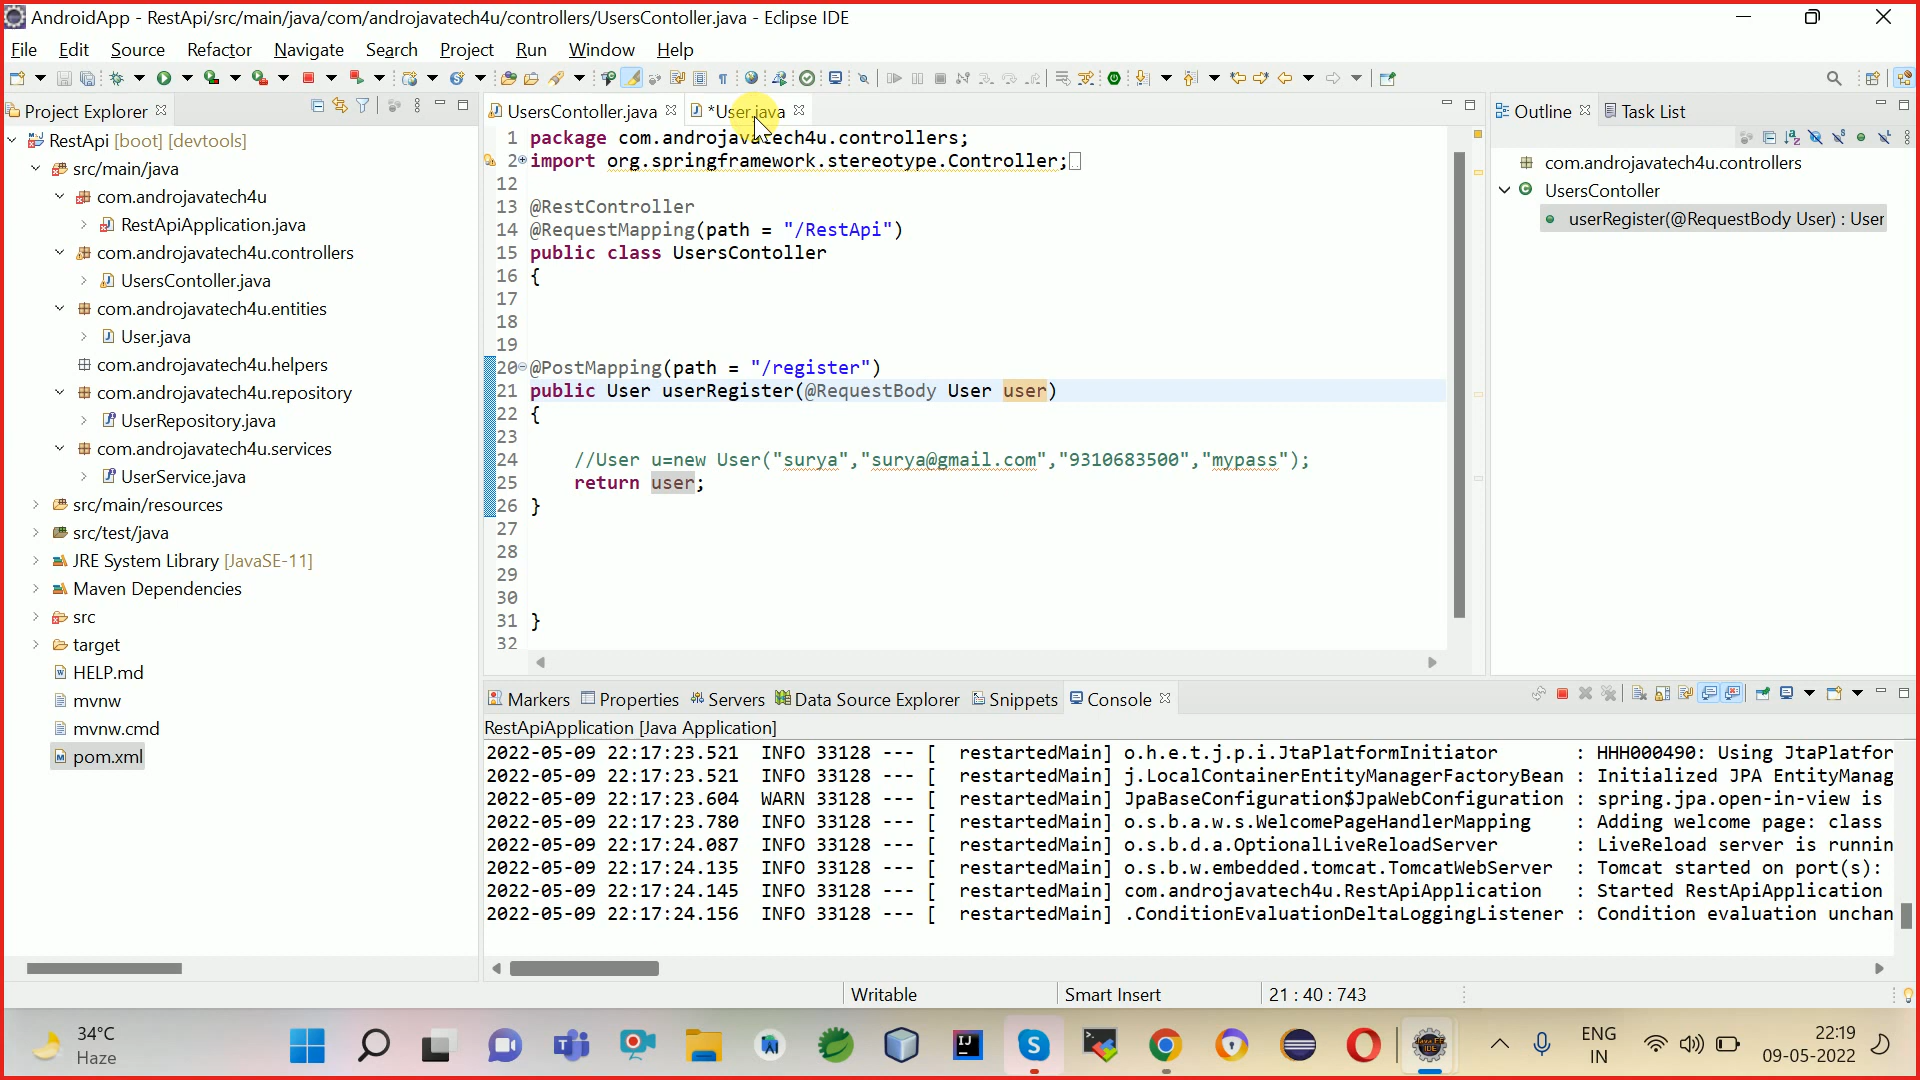 AndroidApp - RestApi/src/main/java/com/androjavatech4u/controllers/UsersContoller.java - Eclipse IDE
File Edit Source Refactor Navigate Search Project Run Window Help
Project Explorer
RestApi [boot] [devtools]
src/main/java
com.androjavatech4u
RestApiApplication.java
com.androjavatech4u.controllers
UsersContoller.java
com.androjavatech4u.entities
User.java
com.androjavatech4u.helpers
com.androjavatech4u.repository
UserRepository.java
com.androjavatech4u.services
UserService.java
src/main/resources
src/test/java
JRE System Library [JavaSE-11]
Maven Dependencies
src
target
HELP.md
mvnw
mvnw.cmd
pom.xml
UsersContoller.java *User.java
1 package com.androjavatech4u.controllers;
2 import org.springframework.stereotype.Controller;
12
13 @RestController
14 @RequestMapping(path = "/RestApi")
15 public class UsersContoller
16 {
17
18
19
20 @PostMapping(path = "/register")
21 public User userRegister(@RequestBody User user)
22 {
23
24 //User u=new User("surya","surya@gmail.com","9310683500","mypass");
25 return user;
26 }
27
28
29
30
31 }
32
Outline Task List
com.androjavatech4u.controllers
UsersContoller
userRegister(@RequestBody User) : User
Markers Properties Servers Data Source Explorer Snippets Console
RestApiApplication [Java Application]
2022-05-09 22:17:23.521 INFO 33128 --- [ restartedMain] o.h.e.t.j.p.i.JtaPlatformInitiator : HHH000490: Using JtaPlatfor
2022-05-09 22:17:23.521 INFO 33128 --- [ restartedMain] j.LocalContainerEntityManagerFactoryBean : Initialized JPA EntityManag
2022-05-09 22:17:23.604 WARN 33128 --- [ restartedMain] JpaBaseConfiguration$JpaWebConfiguration : spring.jpa.open-in-view is
2022-05-09 22:17:23.780 INFO 33128 --- [ restartedMain] o.s.b.a.w.s.WelcomePageHandlerMapping : Adding welcome page: class
2022-05-09 22:17:24.087 INFO 33128 --- [ restartedMain] o.s.b.d.a.OptionalLiveReloadServer : LiveReload server is runnin
2022-05-09 22:17:24.135 INFO 33128 --- [ restartedMain] o.s.b.w.embedded.tomcat.TomcatWebServer : Tomcat started on port(s):
2022-05-09 22:17:24.145 INFO 33128 --- [ restartedMain] com.androjavatech4u.RestApiApplication : Started RestApiApplication
2022-05-09 22:17:24.156 INFO 33128 --- [ restartedMain] .ConditionEvaluationDeltaLoggingListener : Condition evaluation unchan
Writable Smart Insert 21 : 40 : 743
34°C
Haze
ENG
IN
22:19
09-05-2022